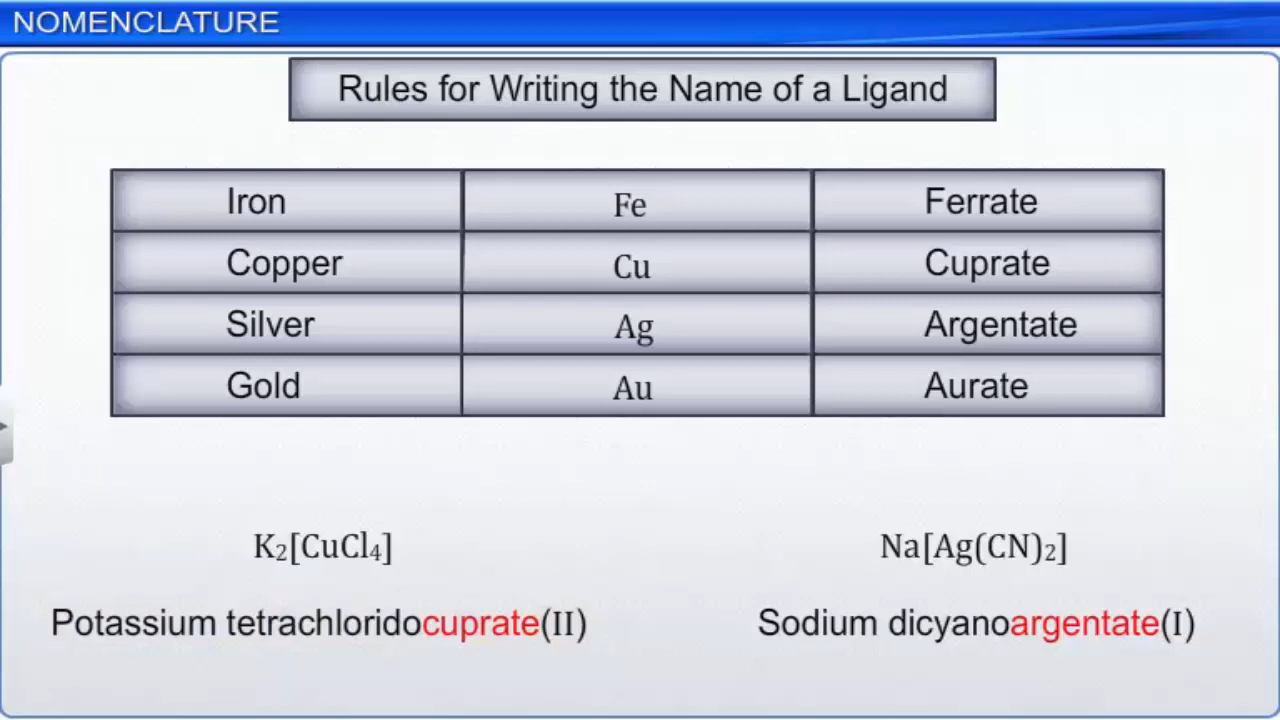 NOMENCLATURE
Rules for Writing the Name of a Ligand
Iron Fe Ferrate
Copper Cu Cuprate
Silver Ag Argentate
Gold Au Aurate
K₂[CuCl₄] Na[Ag(CN)₂]
Potassium tetrachloridocuprate(II) Sodium dicyanoargentate(I)